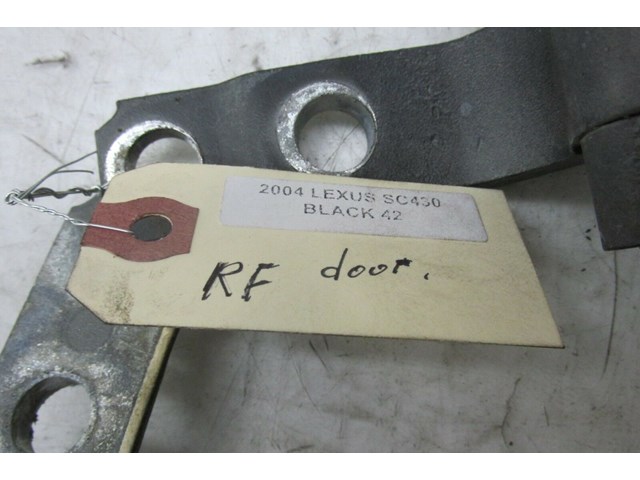 2004 LEXUS SC430
BLACK 42
RF door.